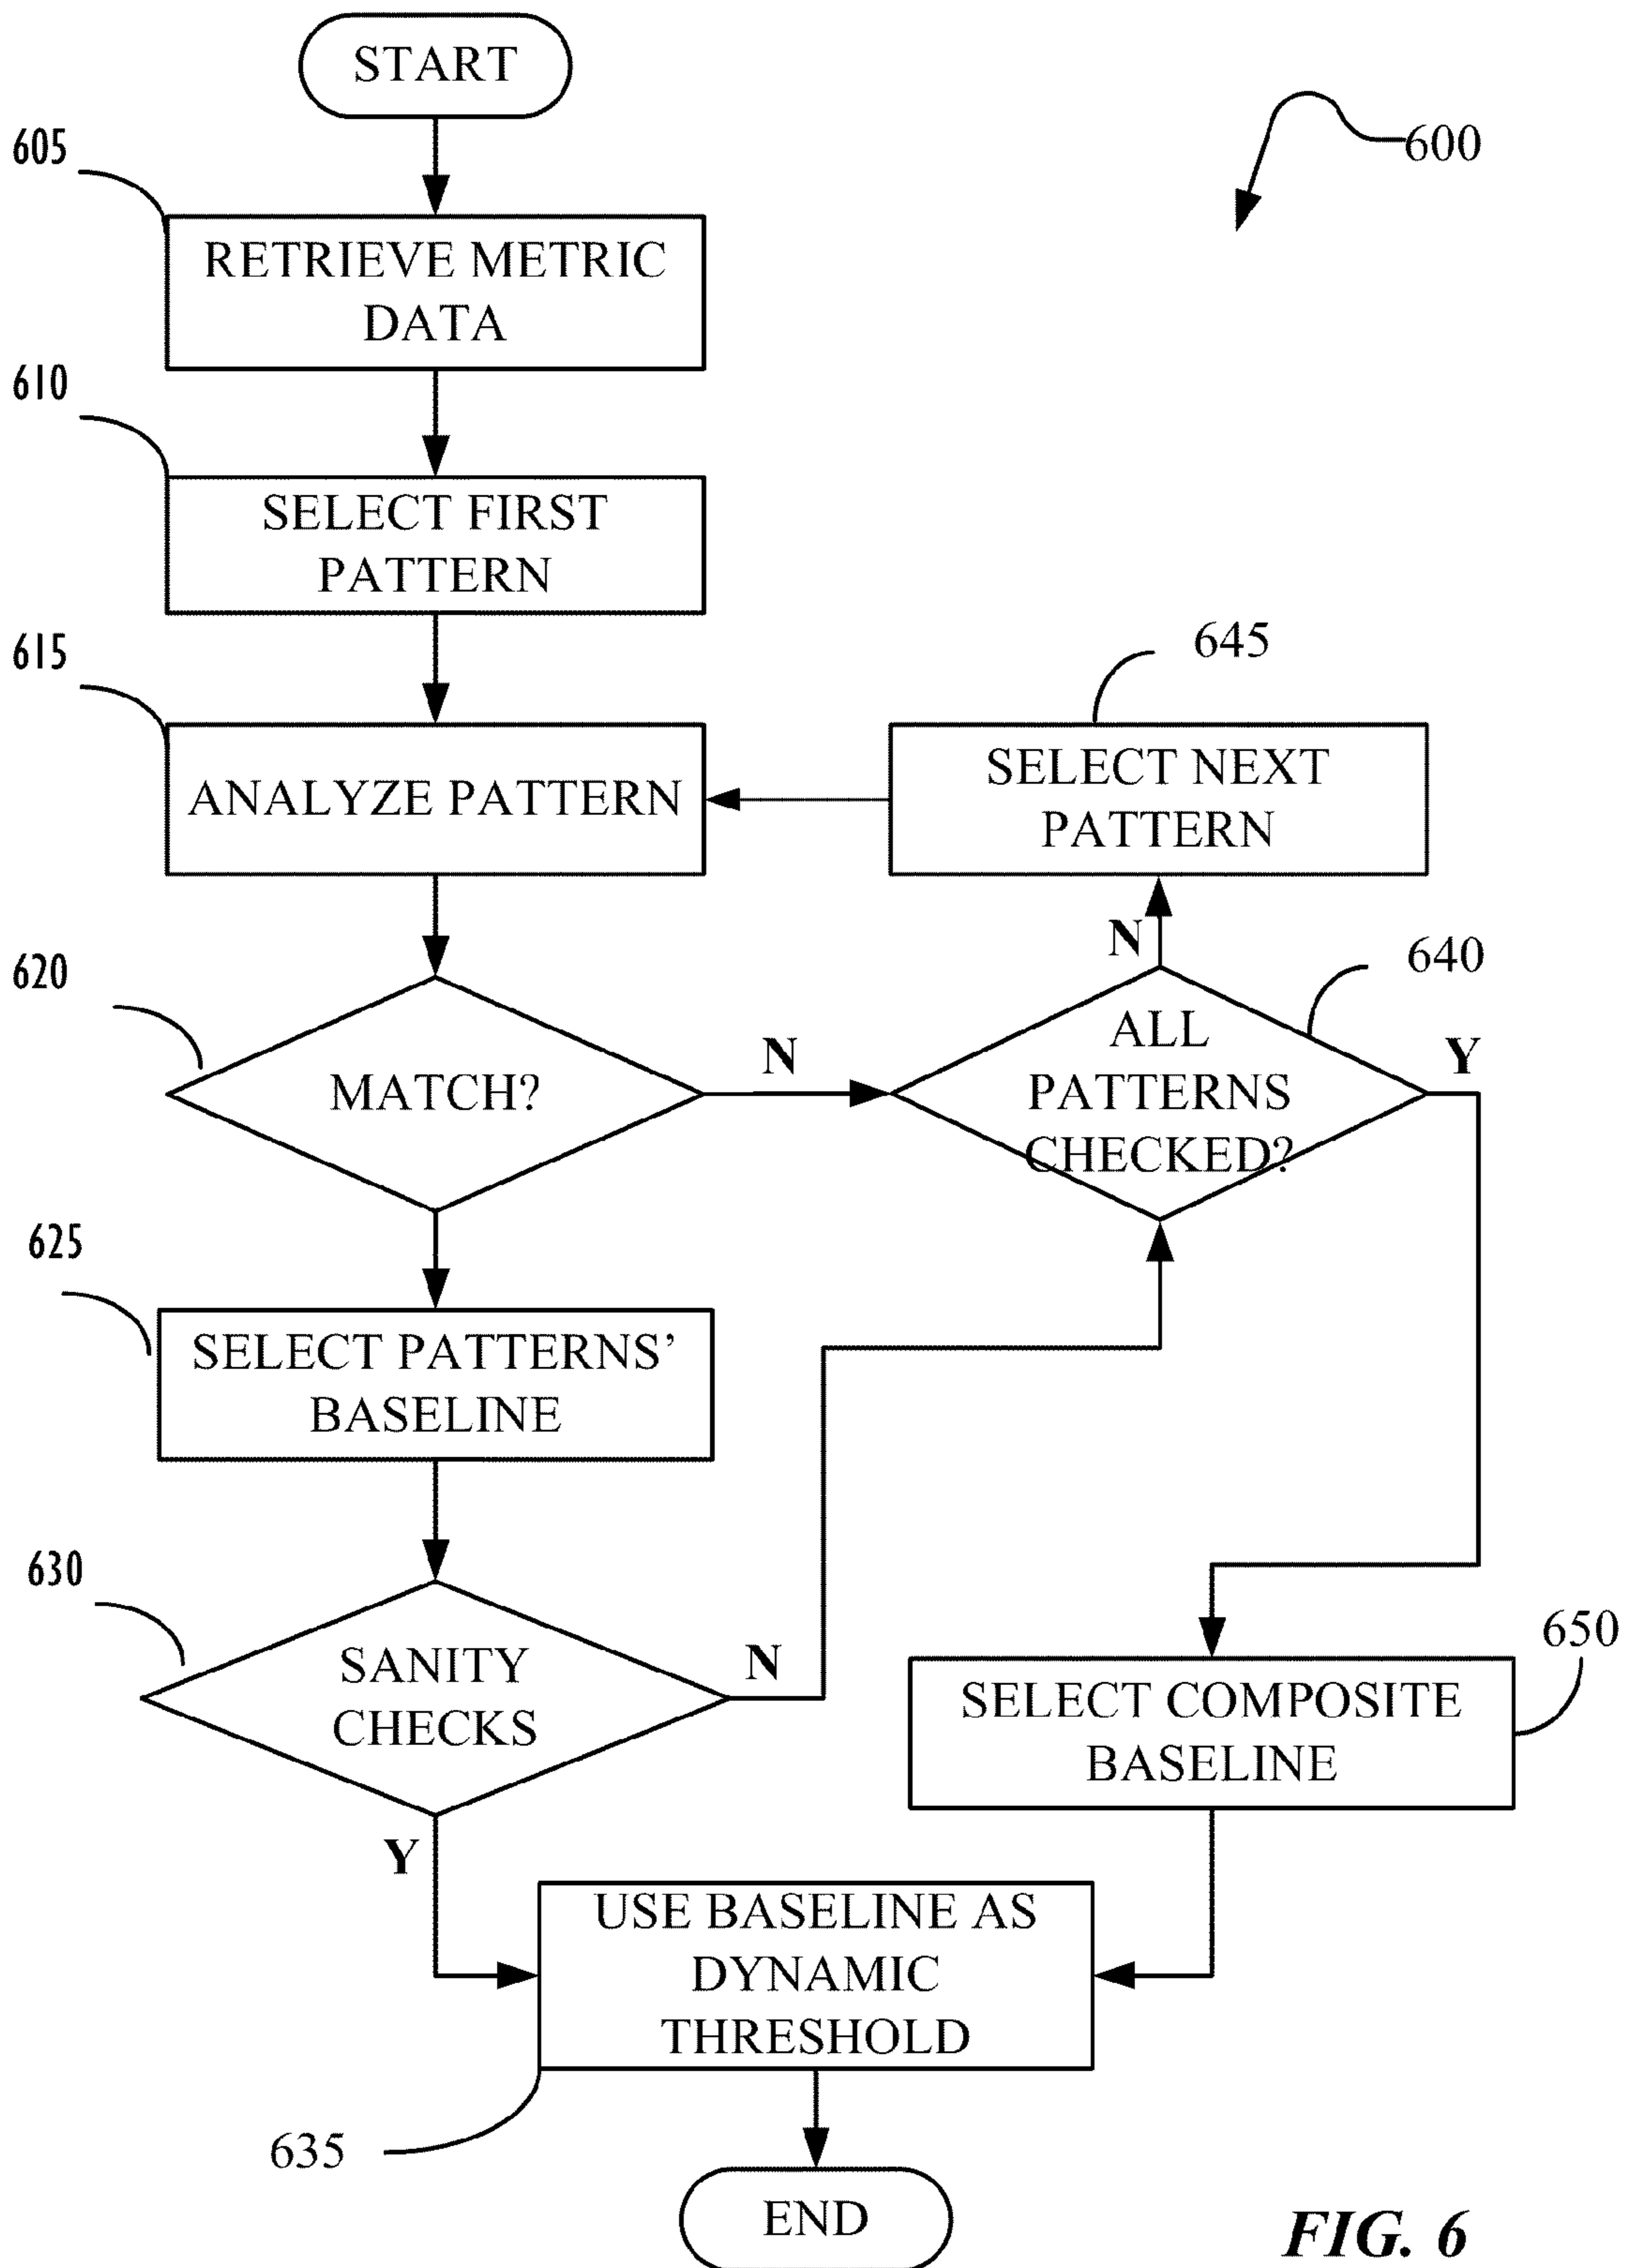 START
600
605
RETRIEVE METRIC
DATA
610
SELECT FIRST
PATTERN
615
645
ANALYZE PATTERN
SELECT NEXT
PATTERN
N
640
620
MATCH?
N
ALL
PATTERNS
CHECKED?
Y
625
SELECT PATTERNS’
BASELINE
630
SANITY
CHECKS
N
650
SELECT COMPOSITE
BASELINE
Y
USE BASELINE AS
DYNAMIC
THRESHOLD
635
END
FIG. 6